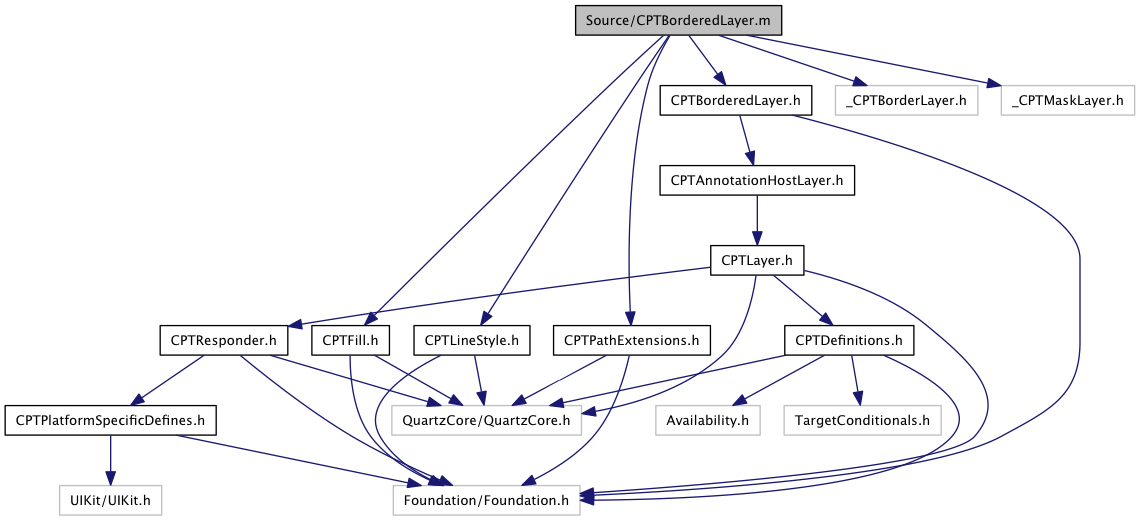 Source/CPTBorderedLayer.m
CPTBorderedLayer.h
_CPTBorderLayer.h
_CPTMaskLayer.h
CPTAnnotationHostLayer.h
CPTLayer.h
CPTResponder.h
CPTFill.h
CPTLineStyle.h
CPTPathExtensions.h
CPTDefinitions.h
CPTPlatformSpecificDefines.h
QuartzCore/QuartzCore.h
Availability.h
TargetConditionals.h
UIKit/UIKit.h
Foundation/Foundation.h